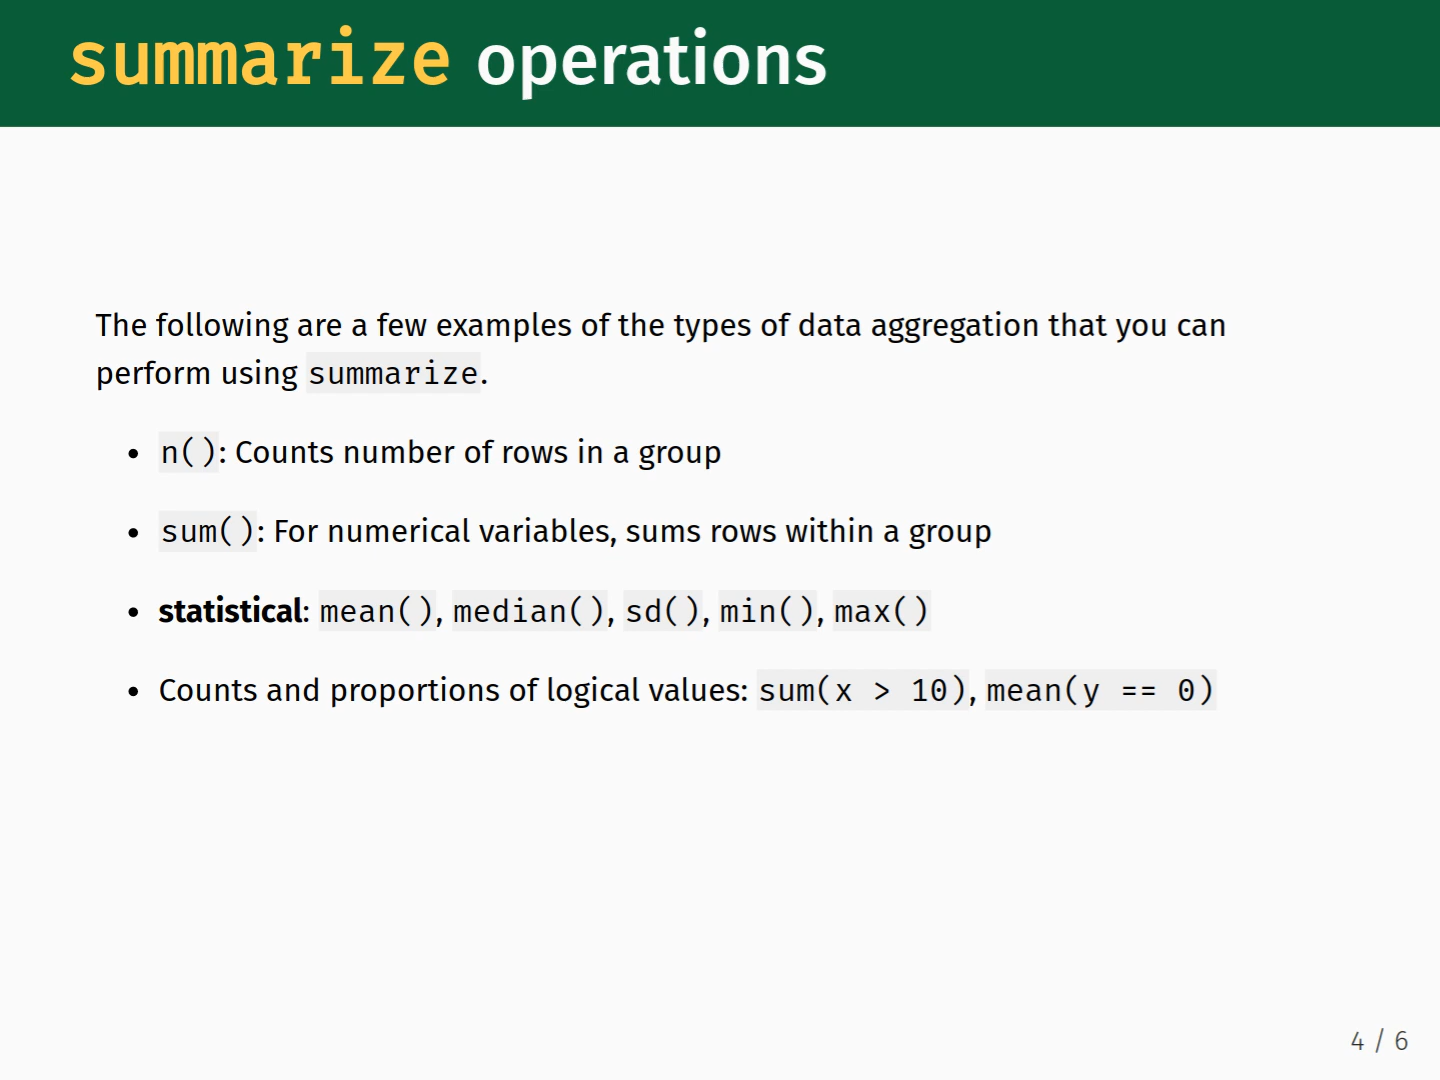 summarize operations
The following are a few examples of the types of data aggregation that you can
perform using summarize.
• n(): Counts number of rows in a group
• sum(): For numerical variables, sums rows within a group
• statistical: mean(), median(), sd(), min(), max()
• Counts and proportions of logical values: sum(x > 10), mean(y == 0)
4 / 6